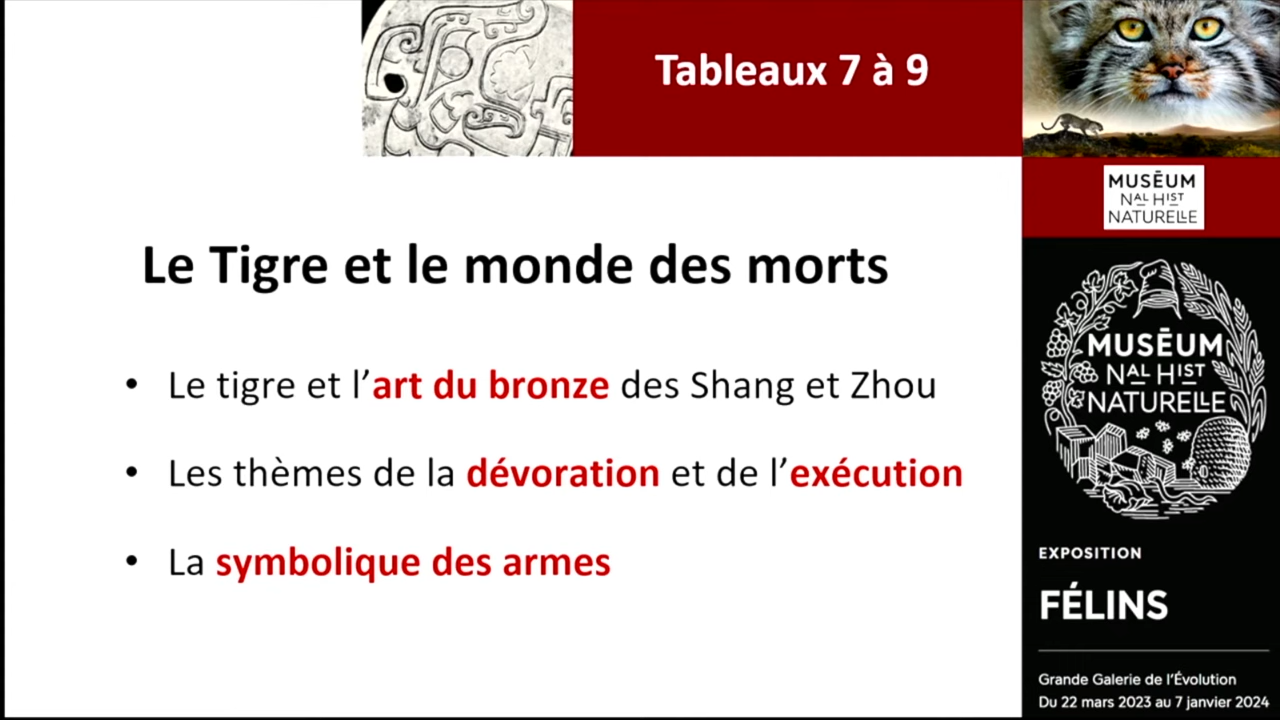 Tableaux 7 à 9
MUSĒUM
NAL HIST
NATURELLE
Le Tigre et le monde des morts
• Le tigre et l’art du bronze des Shang et Zhou
• Les thèmes de la dévoration et de l’exécution
• La symbolique des armes
MUSĒUM
NAL HIST
NATURELLE
EXPOSITION
FÉLINS
Grande Galerie de l’Évolution
Du 22 mars 2023 au 7 janvier 2024